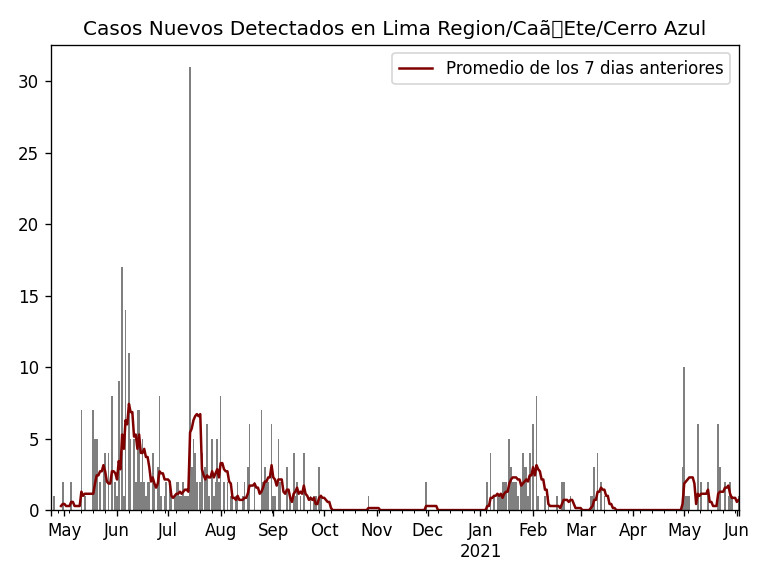 Casos Nuevos Detectados en Lima Region/Caã▯Ete/Cerro Azul
Promedio de los 7 dias anteriores
30
25
20
15
10
5
0
May Jun Jul Aug Sep Oct Nov Dec Jan Feb Mar Apr May Jun
2021